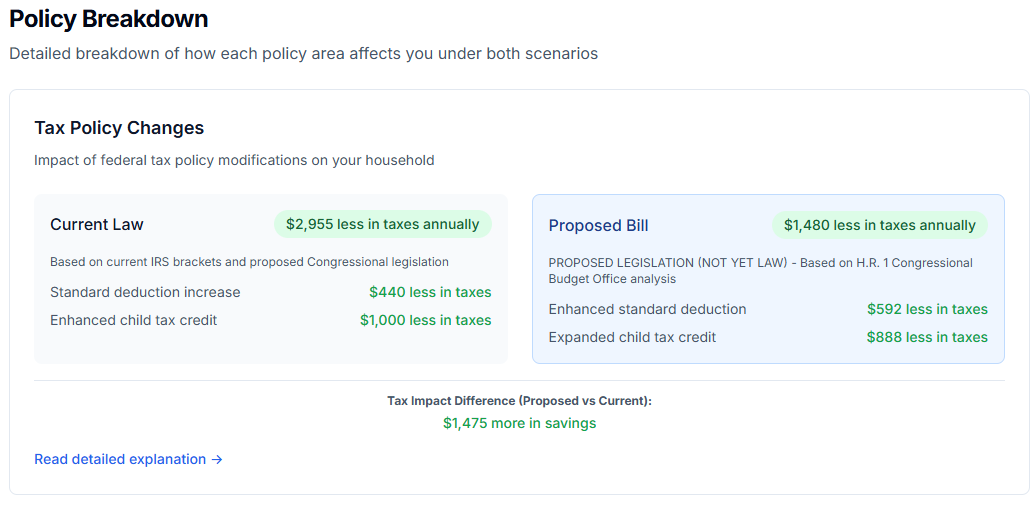 Policy Breakdown
Detailed breakdown of how each policy area affects you under both scenarios
Tax Policy Changes
Impact of federal tax policy modifications on your household
Current Law
$2,955 less in taxes annually
Based on current IRS brackets and proposed Congressional legislation
Standard deduction increase
$440 less in taxes
Enhanced child tax credit
$1,000 less in taxes
Proposed Bill
$1,480 less in taxes annually
PROPOSED LEGISLATION (NOT YET LAW) - Based on H.R. 1 Congressional
Budget Office analysis
Enhanced standard deduction
$592 less in taxes
Expanded child tax credit
$888 less in taxes
Tax Impact Difference (Proposed vs Current):
$1,475 more in savings
Read detailed explanation →